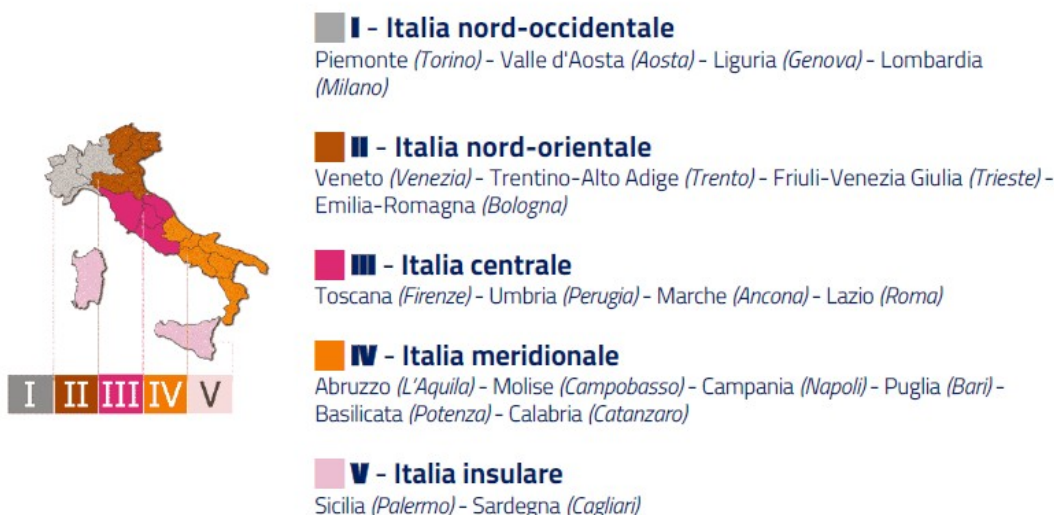 I - Italia nord-occidentale
Piemonte (Torino) - Valle d'Aosta (Aosta) - Liguria (Genova) - Lombardia
(Milano)
II - Italia nord-orientale
Veneto (Venezia) - Trentino-Alto Adige (Trento) - Friuli-Venezia Giulia (Trieste) -
Emilia-Romagna (Bologna)
III - Italia centrale
Toscana (Firenze) - Umbria (Perugia) - Marche (Ancona) - Lazio (Roma)
IV - Italia meridionale
Abruzzo (L'Aquila) - Molise (Campobasso) - Campania (Napoli) - Puglia (Bari) -
Basilicata (Potenza) - Calabria (Catanzaro)
V - Italia insulare
Sicilia (Palermo) - Sardegna (Cagliari)
I II III IV V